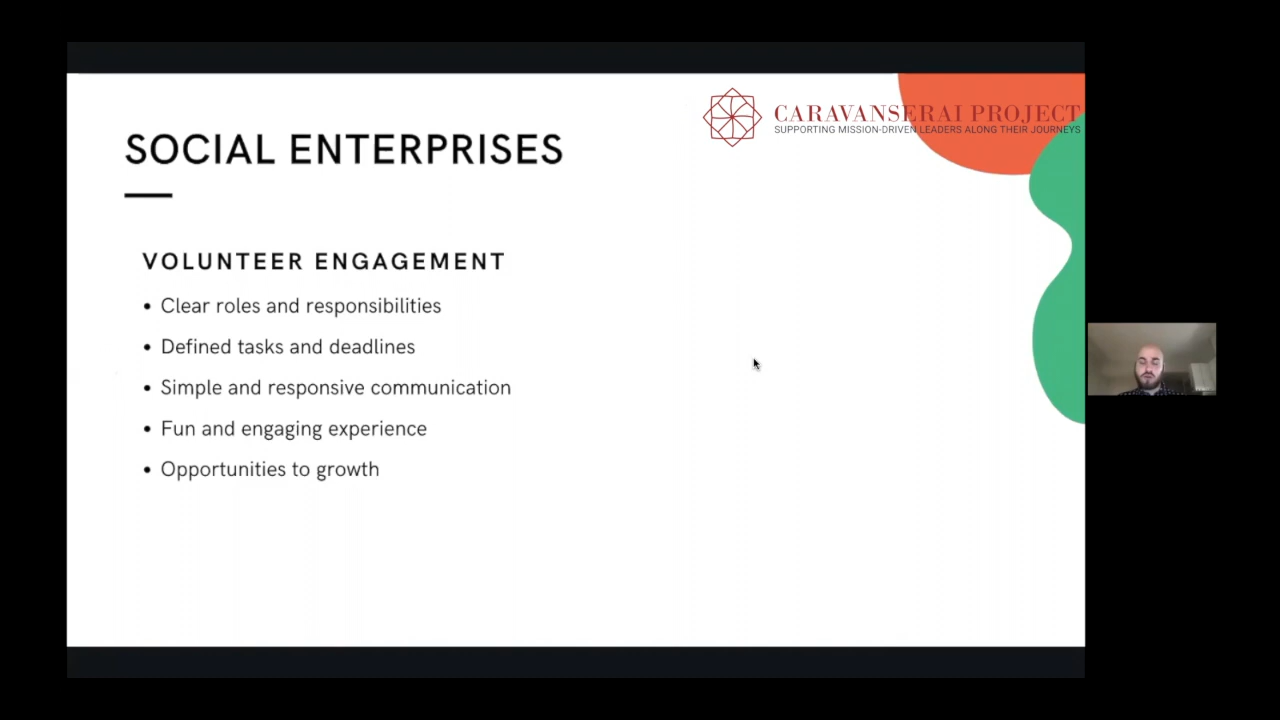 CARAVANSERAI PROJECT
SUPPORTING MISSION-DRIVEN LEADERS ALONG THEIR JOURNEYS
SOCIAL ENTERPRISES
VOLUNTEER ENGAGEMENT
• Clear roles and responsibilities
• Defined tasks and deadlines
• Simple and responsive communication
• Fun and engaging experience
• Opportunities to growth